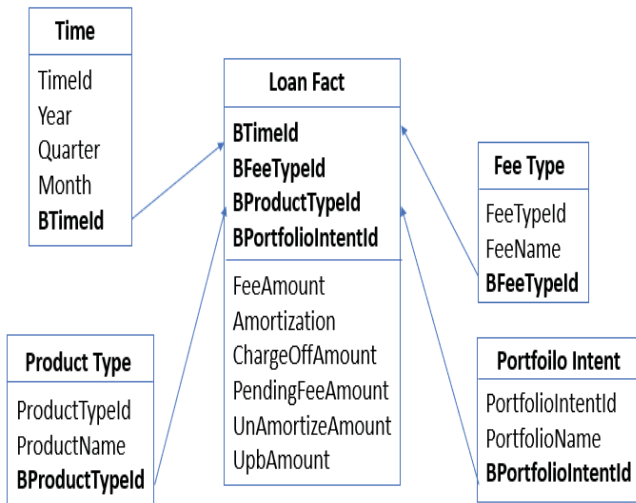 Time
TimeId
Year
Quarter
Month
BTimeId
Loan Fact
BTimeId
BFeeTypeId
BProductTypeId
BPortfolioIntentId
FeeAmount
Amortization
ChargeOffAmount
PendingFeeAmount
UnAmortizeAmount
UpbAmount
Fee Type
FeeTypeId
FeeName
BFeeTypeId
Product Type
ProductTypeId
ProductName
BProductTypeId
Portfoilo Intent
PortfolioIntentId
PortfolioName
BPortfolioIntentId